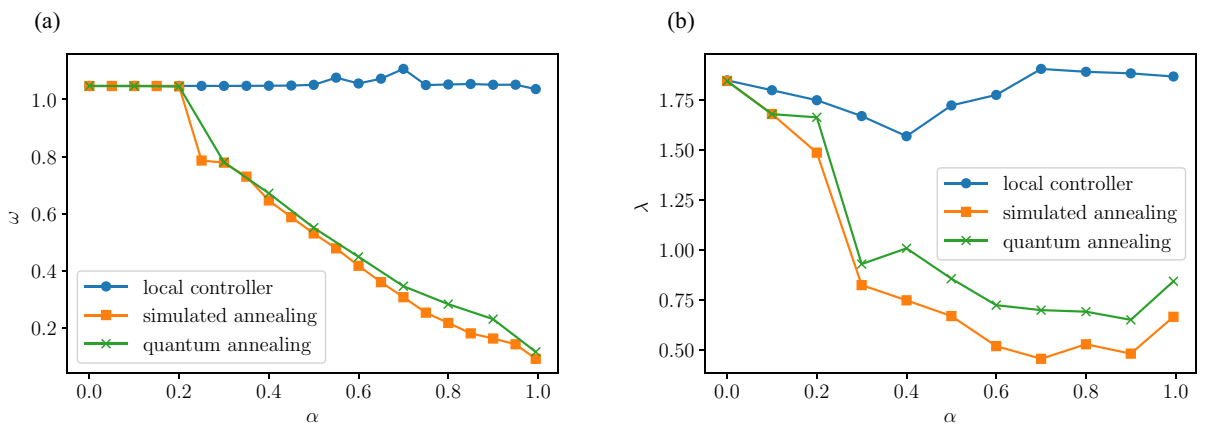 (a)
1.0
0.8
0.6
0.4
0.2
ω
local controller
simulated annealing
quantum annealing
0.0 0.2 0.4 0.6 0.8 1.0
α
(b)
1.75
1.50
1.25
1.00
0.75
0.50
λ
local controller
simulated annealing
quantum annealing
0.0 0.2 0.4 0.6 0.8 1.0
α